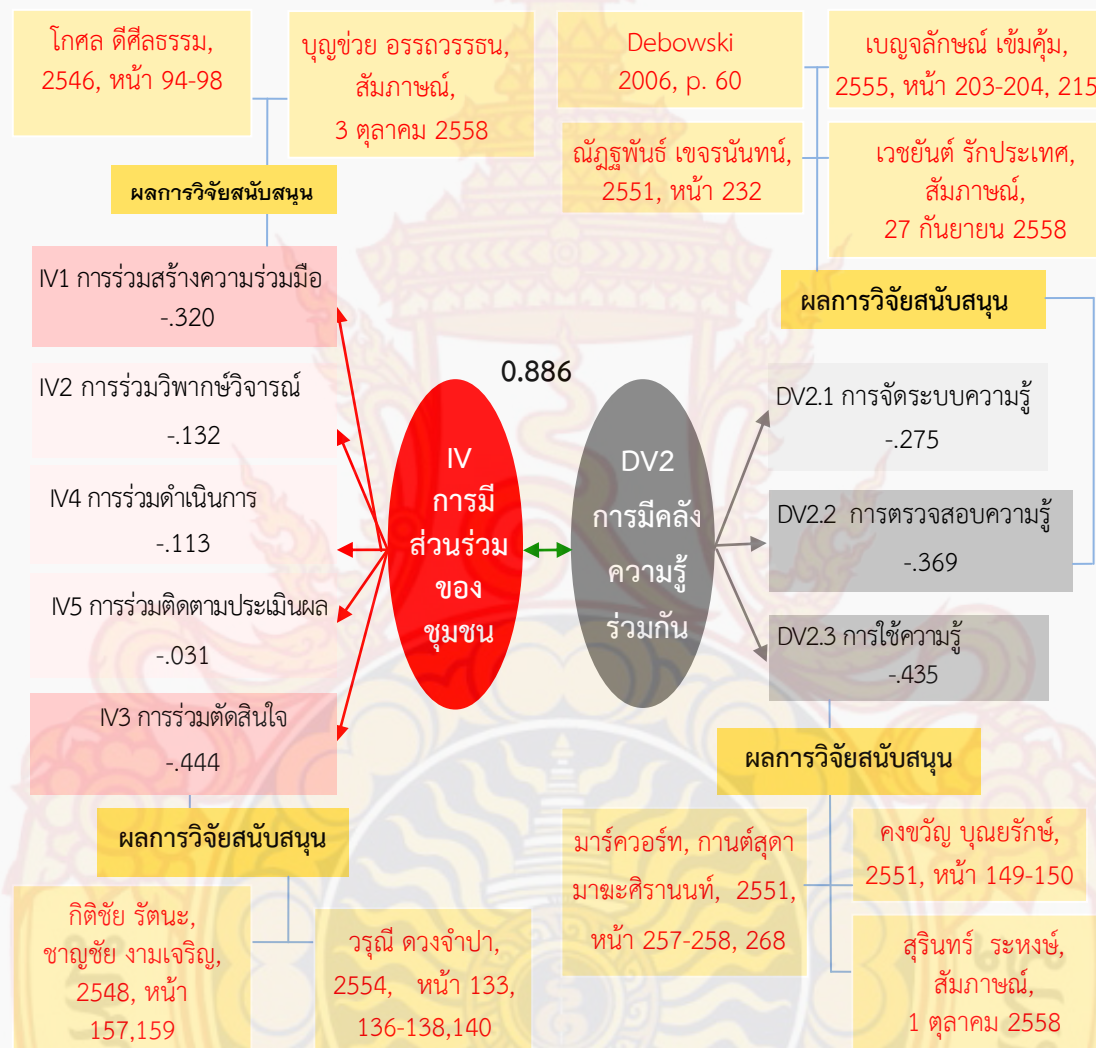 โกศล ดีศีลธรรม,
2546, หน้า 94-98
บุญช่วย อรรถวรรธน,
สัมภาษณ์,
3 ตุลาคม 2558
Debowski
2006, p. 60
เบญจลักษณ์ เข้มคุ้ม,
2555, หน้า 203-204, 215
ณัฎฐพันธ์ เขจรนันทน์,
2551, หน้า 232
เวชยันต์ รักประเทศ,
สัมภาษณ์,
27 กันยายน 2558
ผลการวิจัยสนับสนุน
ผลการวิจัยสนับสนุน
IV1 การร่วมสร้างความร่วมมือ
-.320
IV2 การร่วมวิพากษ์วิจารณ์
-.132
IV4 การร่วมดำเนินการ
-.113
IV5 การร่วมติดตามประเมินผล
-.031
IV3 การร่วมตัดสินใจ
-.444
0.886
IV
การมี
ส่วนร่วม
ของ
ชุมชน
DV2
การมีคลัง
ความรู้
ร่วมกัน
DV2.1 การจัดระบบความรู้
-.275
DV2.2 การตรวจสอบความรู้
-.369
DV2.3 การใช้ความรู้
-.435
ผลการวิจัยสนับสนุน
ผลการวิจัยสนับสนุน
กิติชัย รัตนะ,
ชาญชัย งามเจริญ,
2548, หน้า
157,159
วรุณี ดวงจำปา,
2554, หน้า 133,
136-138,140
มาร์ควอร์ท, กานต์สุดา
มาฆะศิรานนท์, 2551,
หน้า 257-258, 268
คงขวัญ บุณยรักษ์,
2551, หน้า 149-150
สุรินทร์ ระหงษ์,
สัมภาษณ์,
1 ตุลาคม 2558